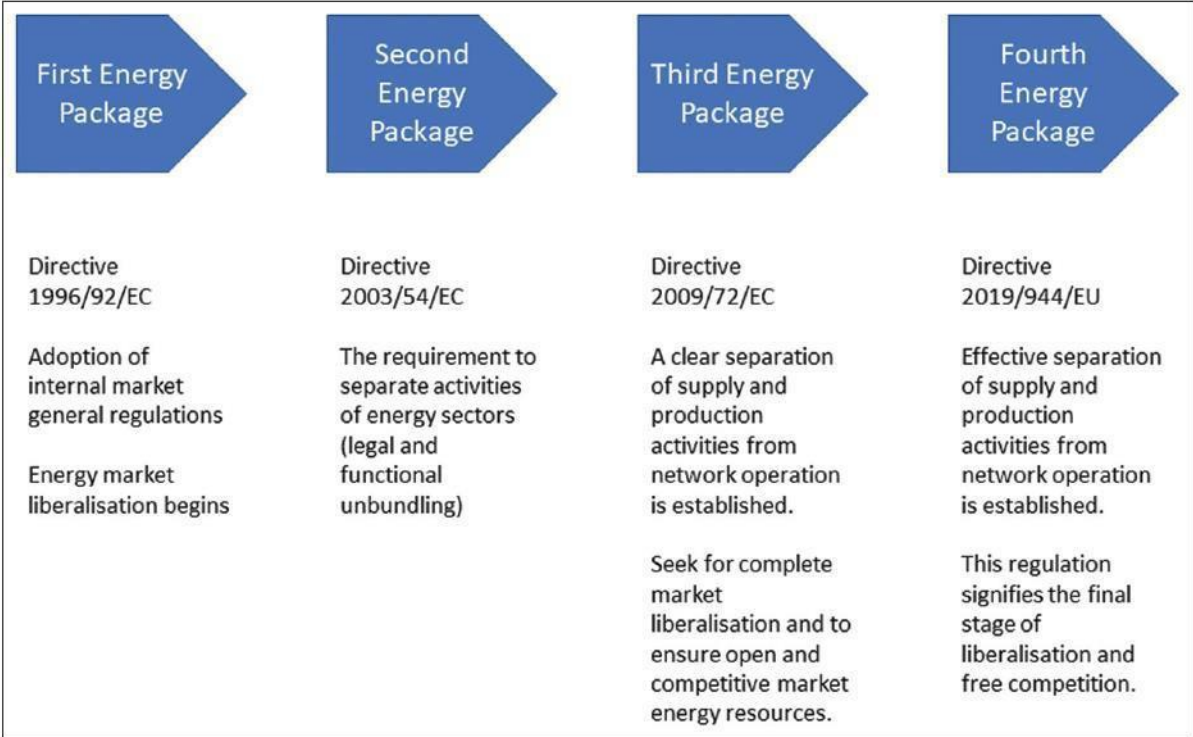 First Energy
Package
Second
Energy
Package
Third Energy
Package
Fourth
Energy
Package
Directive
1996/92/EC
Adoption of
internal market
general regulations
Energy market
liberalisation begins
Directive
2003/54/EC
The requirement to
separate activities
of energy sectors
(legal and
functional
unbundling)
Directive
2009/72/EC
A clear separation
of supply and
production
activities from
network operation
is established.
Seek for complete
market
liberalisation and to
ensure open and
competitive market
energy resources.
Directive
2019/944/EU
Effective separation
of supply and
production
activities from
network operation
is established.
This regulation
signifies the final
stage of
liberalisation and
free competition.